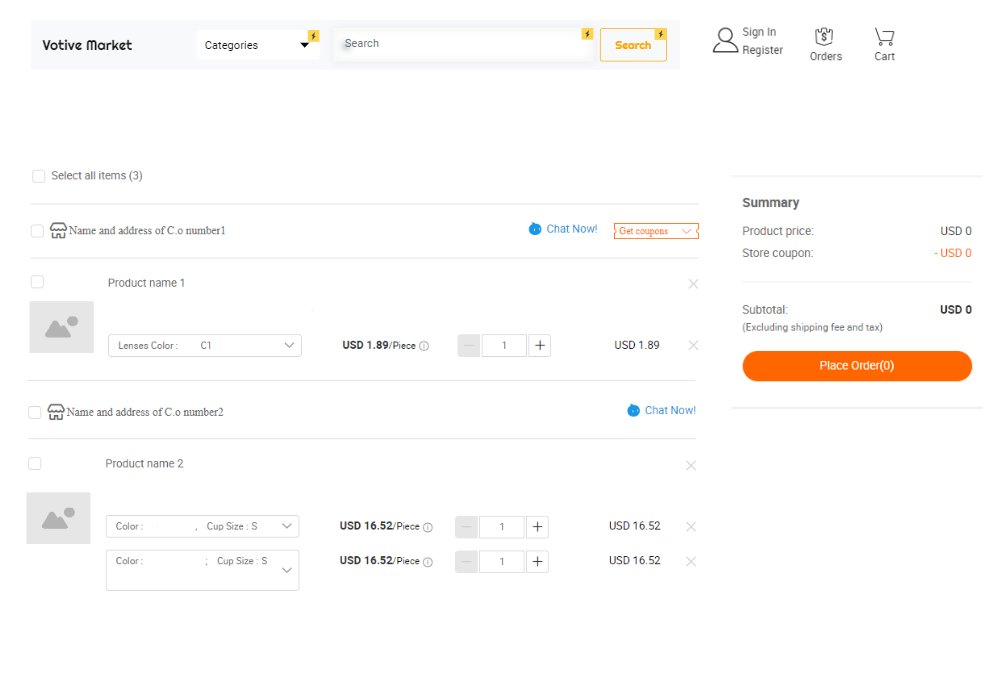 Votive Market
Categories
Search
Search
Sign In
Register
Orders
Cart
Select all items (3)
Name and address of C.o number1
Chat Now!
Get coupons
Product name 1
Lenses Color : C1
USD 1.89/Piece
1
USD 1.89
Name and address of C.o number2
Chat Now!
Product name 2
Color : , Cup Size : S
USD 16.52/Piece
1
USD 16.52
Color : ; Cup Size : S
USD 16.52/Piece
1
USD 16.52
Summary
Product price: USD 0
Store coupon: - USD 0
Subtotal: USD 0
(Excluding shipping fee and tax)
Place Order(0)